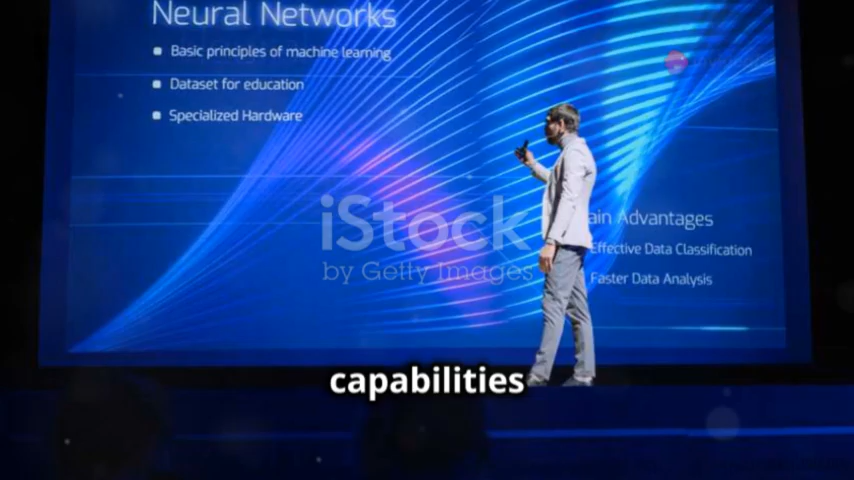 Neural Networks
Basic principles of machine learning
Dataset for education
Specialized Hardware
iStock
by Getty Images
ain Advantages
Effective Data Classification
Faster Data Analysis
capabilities